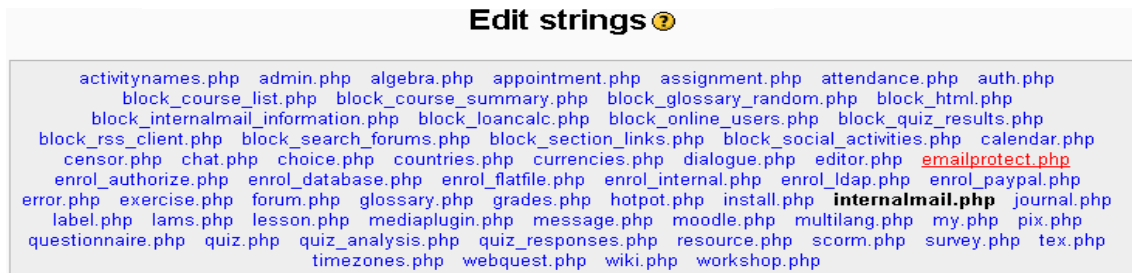 Edit strings ?
activitynames.php admin.php algebra.php appointment.php assignment.php attendance.php auth.php
block_course_list.php block_course_summary.php block_glossary_random.php block_html.php
block_internalmail_information.php block_loancalc.php block_online_users.php block_quiz_results.php
block_rss_client.php block_search_forums.php block_section_links.php block_social_activities.php calendar.php
censor.php chat.php choice.php countries.php currencies.php dialogue.php editor.php emailprotect.php
enrol_authorize.php enrol_database.php enrol_flatfile.php enrol_internal.php enrol_ldap.php enrol_paypal.php
error.php exercise.php forum.php glossary.php grades.php hotpot.php install.php internalmail.php journal.php
label.php lams.php lesson.php mediaplugin.php message.php moodle.php multilang.php my.php pix.php
questionnaire.php quiz.php quiz_analysis.php quiz_responses.php resource.php scorm.php survey.php tex.php
timezones.php webquest.php wiki.php workshop.php